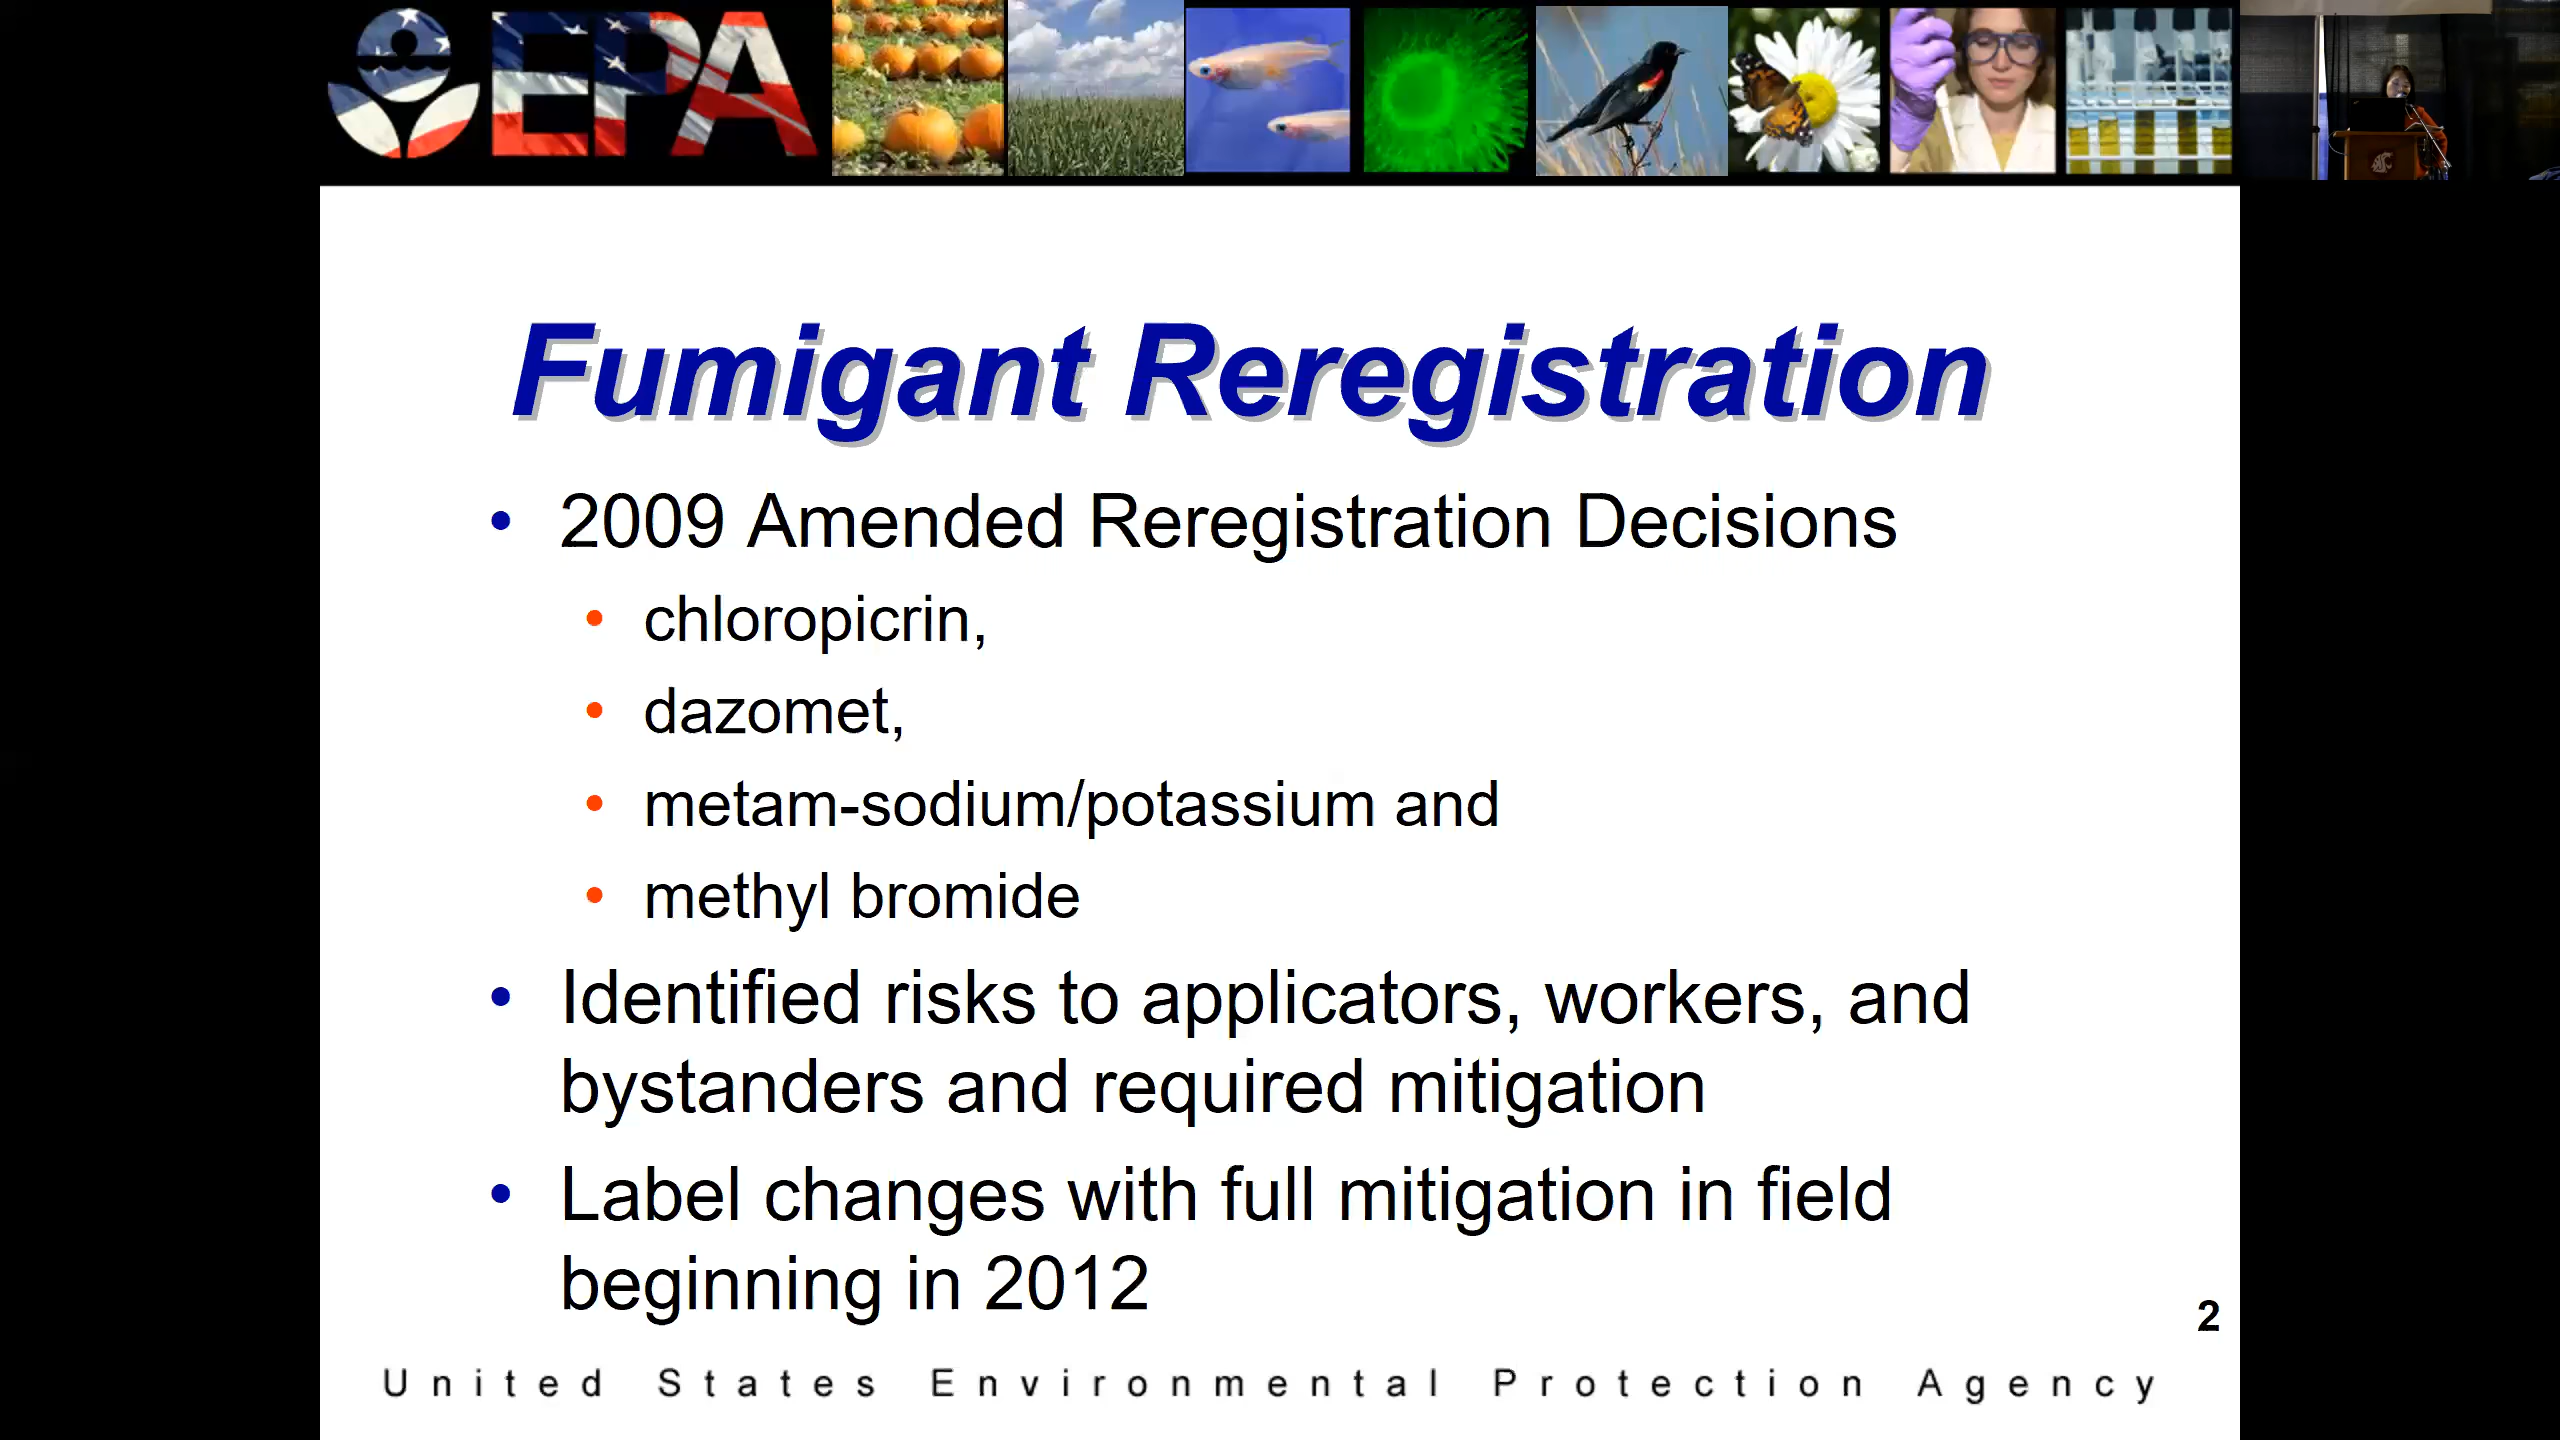 EPA
Fumigant Reregistration
• 2009 Amended Reregistration Decisions
• chloropicrin,
• dazomet,
• metam-sodium/potassium and
• methyl bromide
• Identified risks to applicators, workers, and
bystanders and required mitigation
• Label changes with full mitigation in field
beginning in 2012
2
United States Environmental Protection Agency